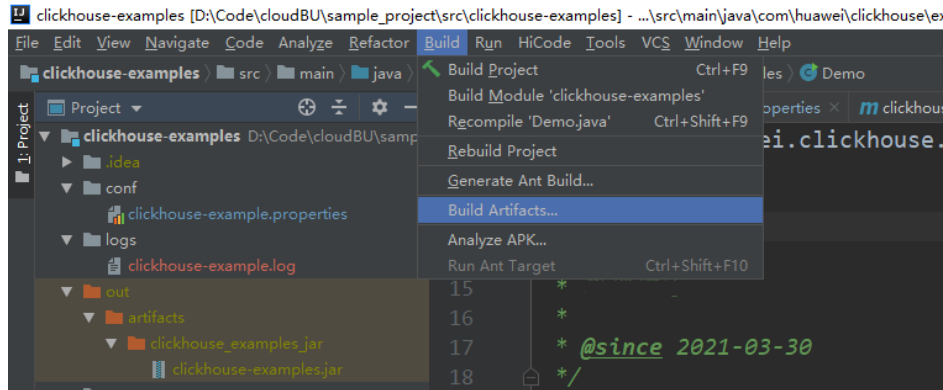 clickhouse-examples [D:\Code\cloudBU\sample_project\src\clickhouse-examples] - ...\src\main\java\com\huawei\clickhouse\ex
File Edit View Navigate Code Analyze Refactor Build Run HiCode Tools VCS Window Help
clickhouse-examples src main java
Build Project Ctrl+F9
les Demo
Project
Build Module 'clickhouse-examples'
operties clickhous
1: Project
clickhouse-examples D:\Code\cloudBU\samp
Recompile 'Demo.java' Ctrl+Shift+F9
ei.clickhouse.
.idea
Rebuild Project
conf
Generate Ant Build...
clickhouse-example.properties
Build Artifacts...
logs
Analyze APK...
clickhouse-example.log
Run Ant Target Ctrl+Shift+F10
out
15 *
artifacts
16 *
clickhouse_examples_jar
17 * @since 2021-03-30
clickhouse-examples.jar
18 */